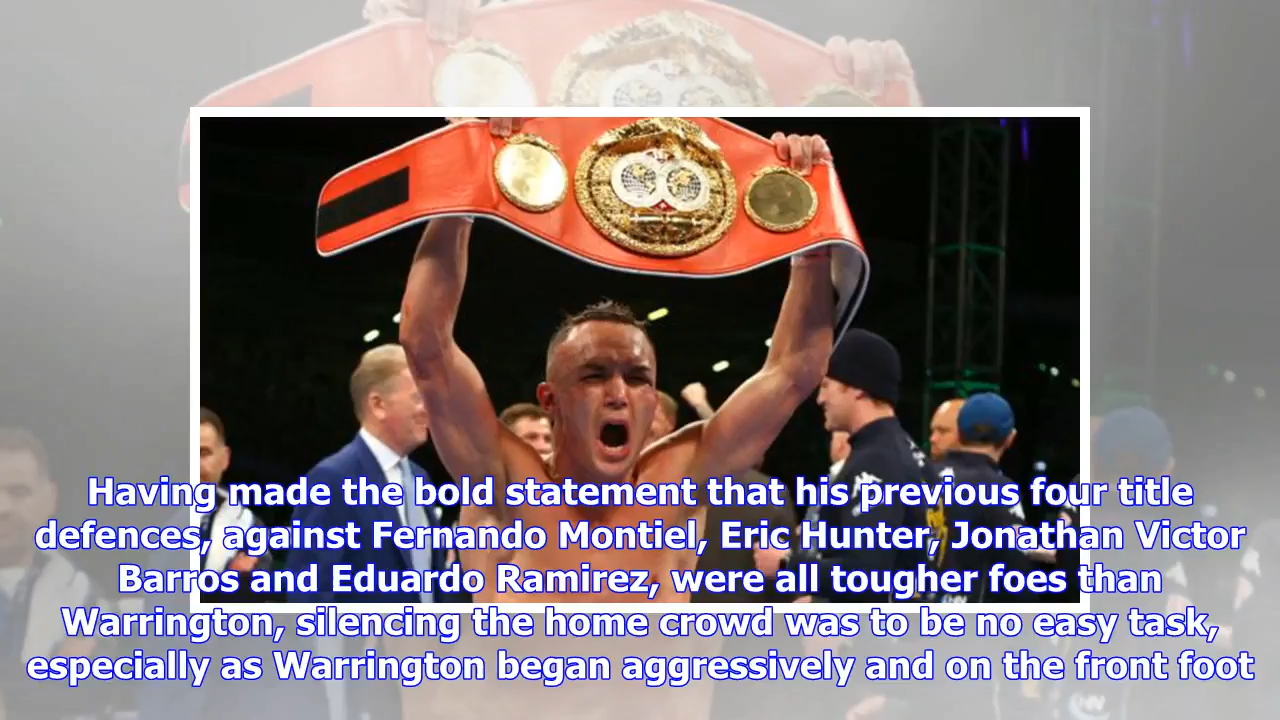 Having made the bold statement that his previous four title
defences, against Fernando Montiel, Eric Hunter, Jonathan Victor
Barros and Eduardo Ramirez, were all tougher foes than
Warrington, silencing the home crowd was to be no easy task,
especially as Warrington began aggressively and on the front foot